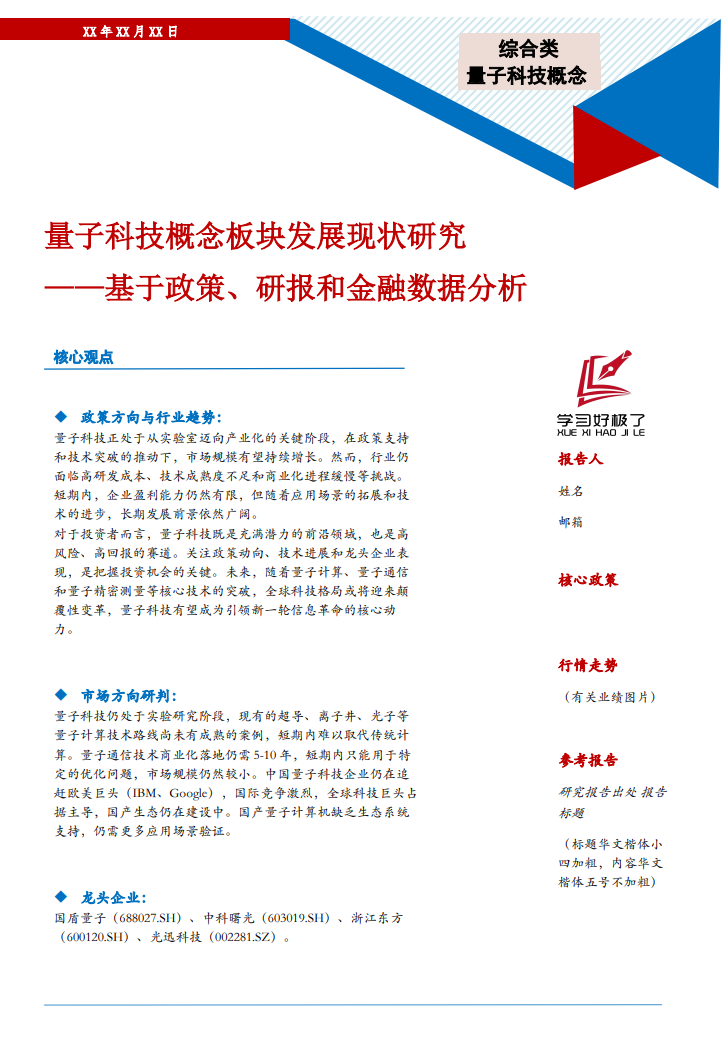 XX 年 XX 月 XX 日
综合类
量子科技概念
量子科技概念板块发展现状研究
——基于政策、研报和金融数据分析
核心观点
◆ 政策方向与行业趋势：
量子科技正处于从实验室迈向产业化的关键阶段，在政策支持
和技术突破的推动下，市场规模有望持续增长。然而，行业仍
面临高研发成本、技术成熟度不足和商业化进程缓慢等挑战。
短期内，企业盈利能力仍然有限，但随着应用场景的拓展和技
术的进步，长期发展前景依然广阔。
对于投资者而言，量子科技既是充满潜力的前沿领域，也是高
风险、高回报的赛道。关注政策动向、技术进展和龙头企业表
现，是把握投资机会的关键。未来，随着量子计算、量子通信
和量子精密测量等核心技术的突破，全球科技格局或将迎来颠
覆性变革，量子科技有望成为引领新一轮信息革命的核心动
力。
◆ 市场方向研判：
量子科技仍处于实验研究阶段，现有的超导、离子井、光子等
量子计算技术路线尚未有成熟的案例，短期内难以取代传统计
算。量子通信技术商业化落地仍需 5-10 年，短期内只能用于特
定的优化问题，市场规模仍然较小。中国量子科技企业仍在追
赶欧美巨头（IBM、Google），国际竞争激烈，全球科技巨头占
据主导，国产生态仍在建设中。国产量子计算机缺乏生态系统
支持，仍需更多应用场景验证。
◆ 龙头企业：
国盾量子（688027.SH）、中科曙光（603019.SH）、浙江东方
（600120.SH）、光迅科技（002281.SZ）。
学习好极了
XUE XI HAO JI LE
报告人
姓名
邮箱
核心政策
行情走势
（有关业绩图片）
参考报告
研究报告出处 报告
标题
（标题华文楷体小
四加粗，内容华文
楷体五号不加粗）